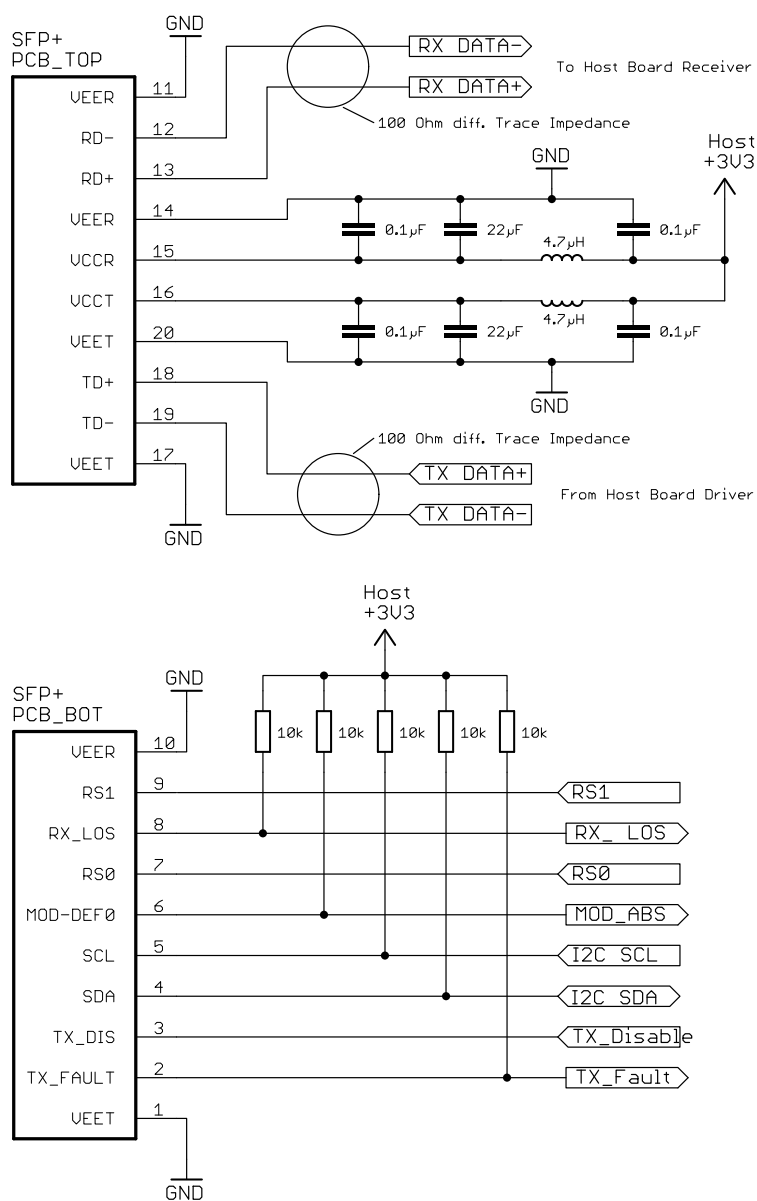 GND
SFP+
PCB_TOP
RX DATA-
To Host Board Receiver
RX DATA+
VEER 11
RD- 12
100 Ohm diff. Trace Impedance
Host
+3V3
RD+ 13
GND
VEER 14
0.1µF 22µF 4.7µH 0.1µF
VCCR 15
VCCT 16
4.7µH
0.1µF 22µF 0.1µF
VEET 20
TD+ 18
GND
TD- 19
100 Ohm diff. Trace Impedance
VEET 17
TX DATA+
From Host Board Driver
TX DATA-
GND
Host
+3V3
GND
SFP+
PCB_BOT
10k 10k 10k 10k 10k
VEER 10
RS1 9 RS1
RX_LOS 8 RX_ LOS
RS0 7 RS0
MOD-DEF0 6 MOD_ABS
SCL 5 I2C SCL
SDA 4 I2C SDA
TX_DIS 3 TX_Disable
TX_FAULT 2 TX_Fault
VEET 1
GND